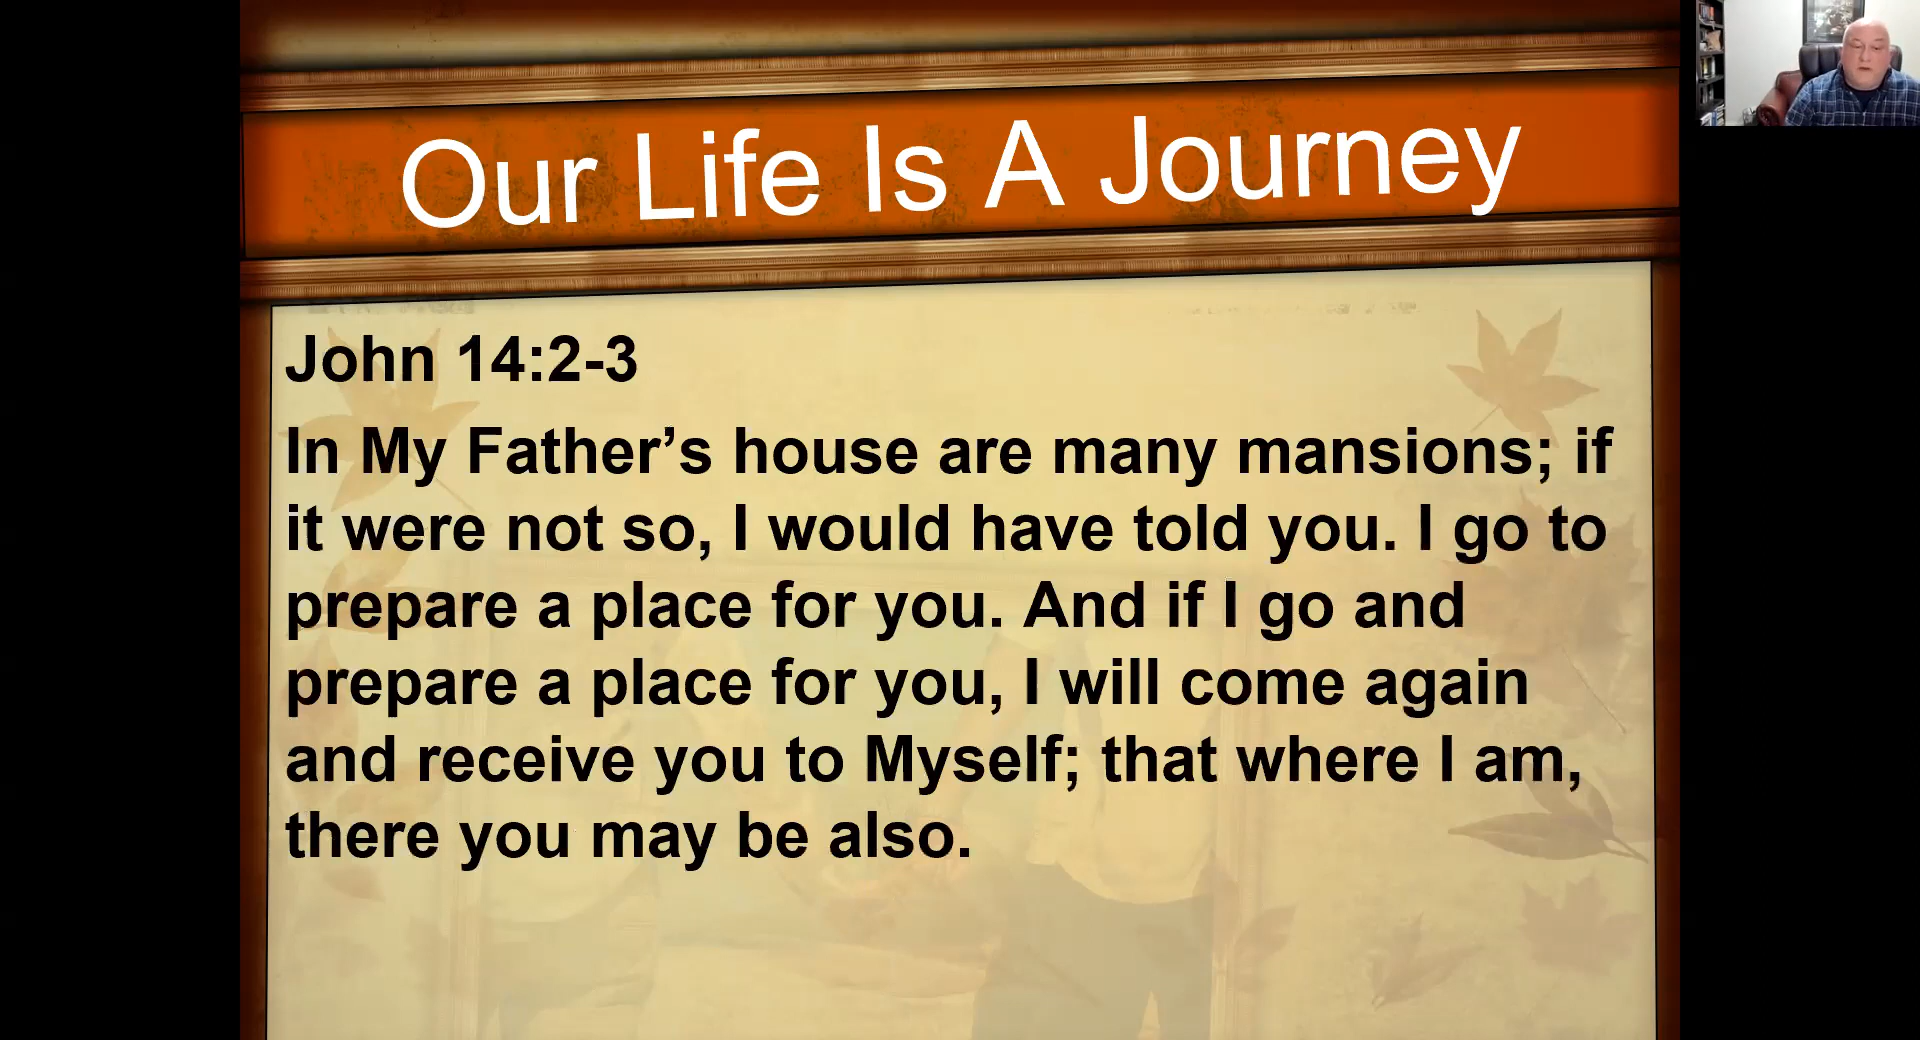 Our Life Is A Journey
John 14:2-3
In My Father’s house are many mansions; if
it were not so, I would have told you. I go to
prepare a place for you. And if I go and
prepare a place for you, I will come again
and receive you to Myself; that where I am,
there you may be also.